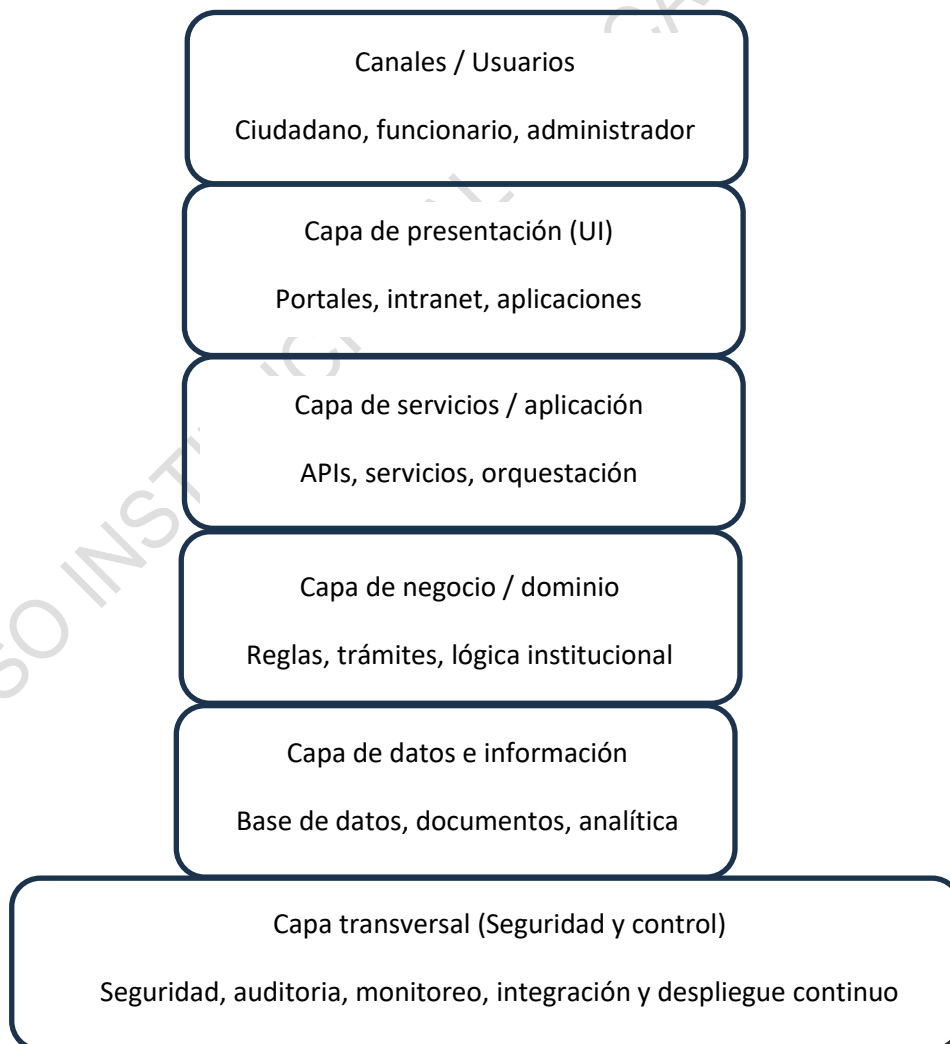 Canales / Usuarios
Ciudadano, funcionario, administrador
Capa de presentación (UI)
Portales, intranet, aplicaciones
Capa de servicios / aplicación
APIs, servicios, orquestación
Capa de negocio / dominio
Reglas, trámites, lógica institucional
Capa de datos e información
Base de datos, documentos, analítica
Capa transversal (Seguridad y control)
Seguridad, auditoria, monitoreo, integración y despliegue continuo